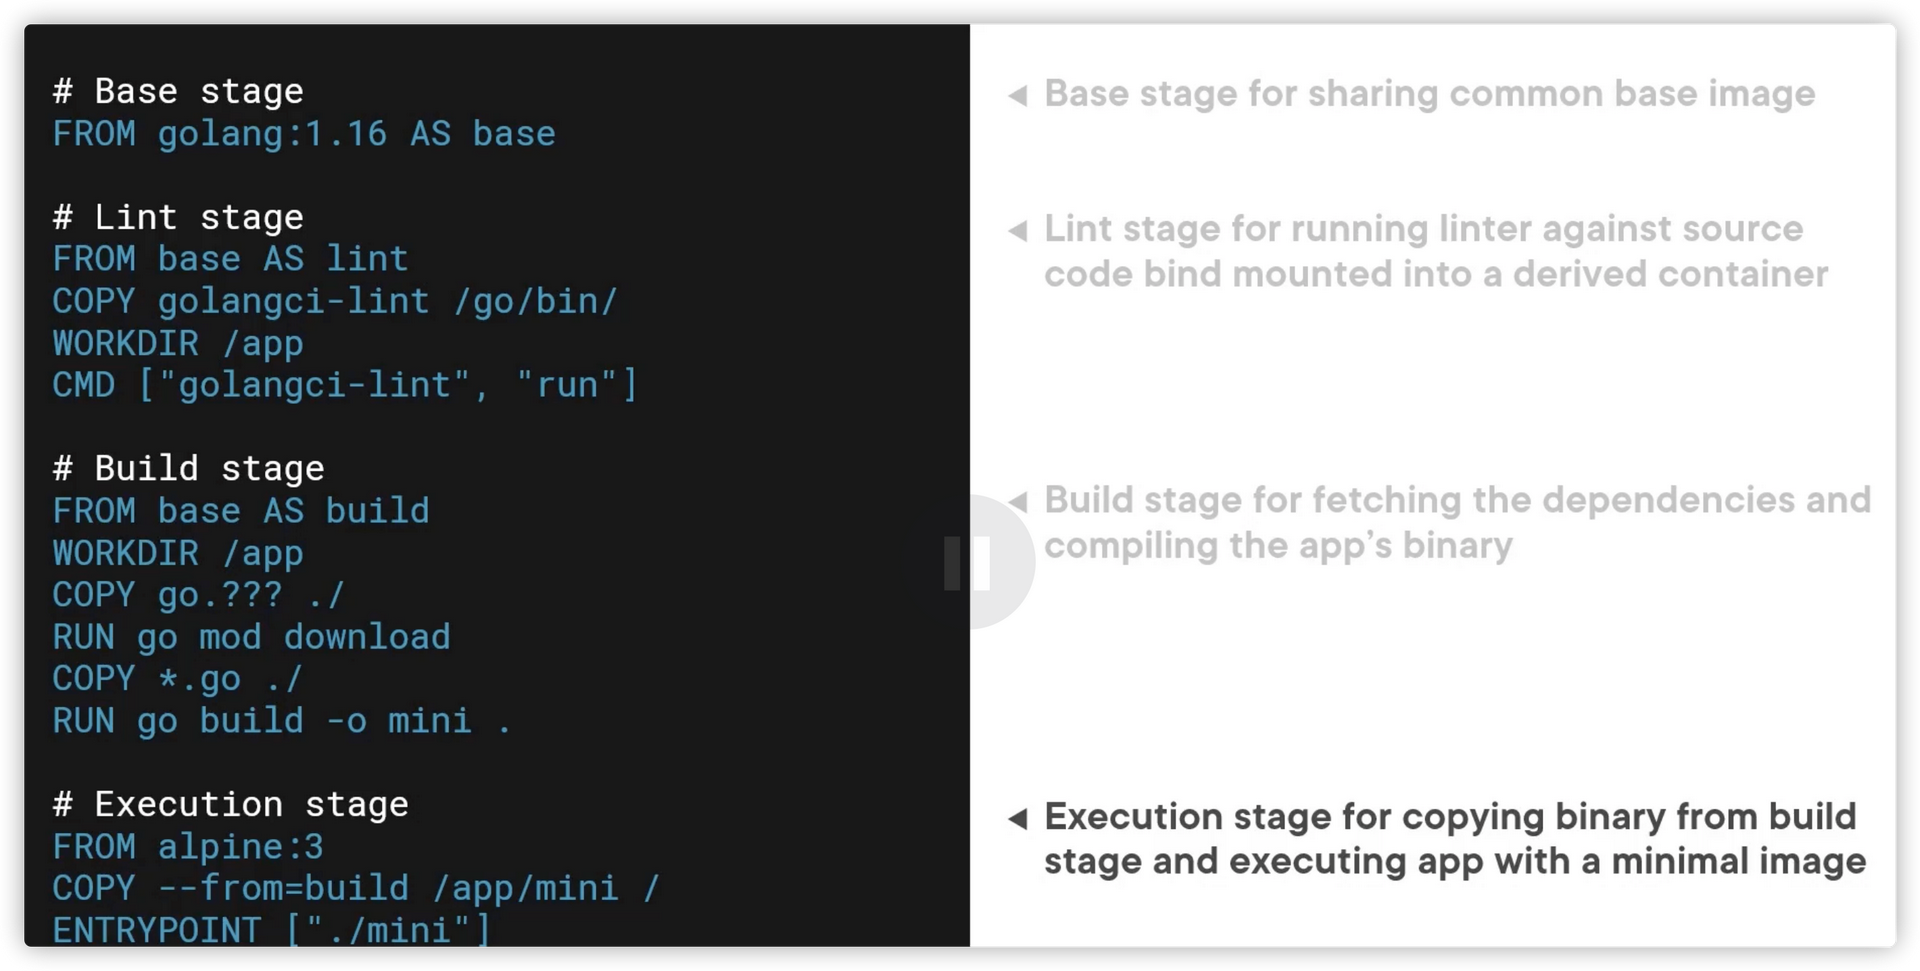 # Base stage
FROM golang:1.16 AS base
# Lint stage
FROM base AS lint
COPY golangci-lint /go/bin/
WORKDIR /app
CMD ["golangci-lint", "run"]
# Build stage
FROM base AS build
WORKDIR /app
COPY go.??? ./
RUN go mod download
COPY *.go ./
RUN go build -o mini .
# Execution stage
FROM alpine:3
COPY --from=build /app/mini /
ENTRYPOINT ["./mini"]
◄ Base stage for sharing common base image
◄ Lint stage for running linter against source
code bind mounted into a derived container
◄ Build stage for fetching the dependencies and
compiling the app’s binary
◄ Execution stage for copying binary from build
stage and executing app with a minimal image